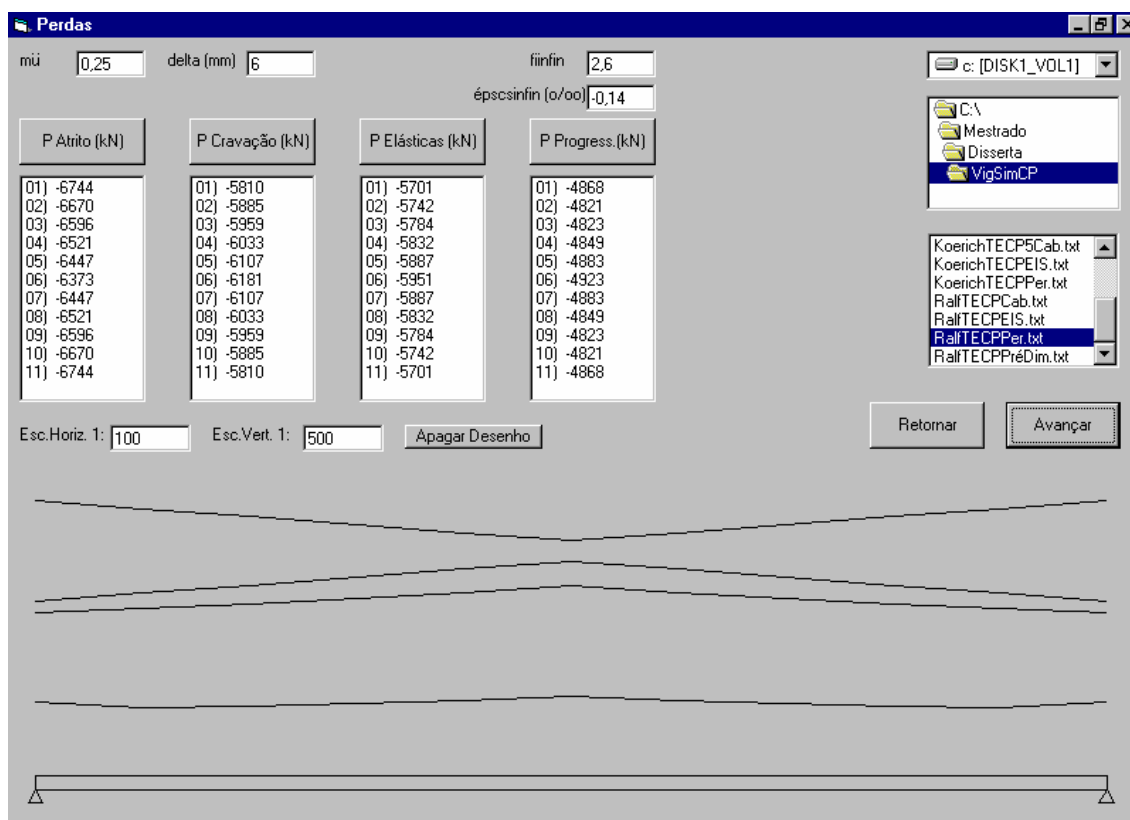 Perdas
mü 0,25 delta (mm) 6 fiinfin 2,6
épscsinfin (o/oo) -0,14
c: [DISK1_VOL1]
C:\
Mestrado
Disserta
VigSimCP
P Atrito (kN) P Cravação (kN) P Elásticas (kN) P Progress.(kN)
01) -6744 01) -5810 01) -5701 01) -4868
02) -6670 02) -5885 02) -5742 02) -4821
03) -6596 03) -5959 03) -5784 03) -4823
04) -6521 04) -6033 04) -5832 04) -4849
05) -6447 05) -6107 05) -5887 05) -4883
06) -6373 06) -6181 06) -5951 06) -4923
07) -6447 07) -6107 07) -5887 07) -4883
08) -6521 08) -6033 08) -5832 08) -4849
09) -6596 09) -5959 09) -5784 09) -4823
10) -6670 10) -5885 10) -5742 10) -4821
11) -6744 11) -5810 11) -5701 11) -4868
KoerichTECP5Cab.txt
KoerichTECPEIS.txt
KoerichTECPPer.txt
RalfTECPCab.txt
RalfTECPEIS.txt
RalfTECPPer.txt
RalfTECPPréDim.txt
Esc.Horiz. 1: 100 Esc.Vert. 1: 500 Apagar Desenho
Retornar Avançar